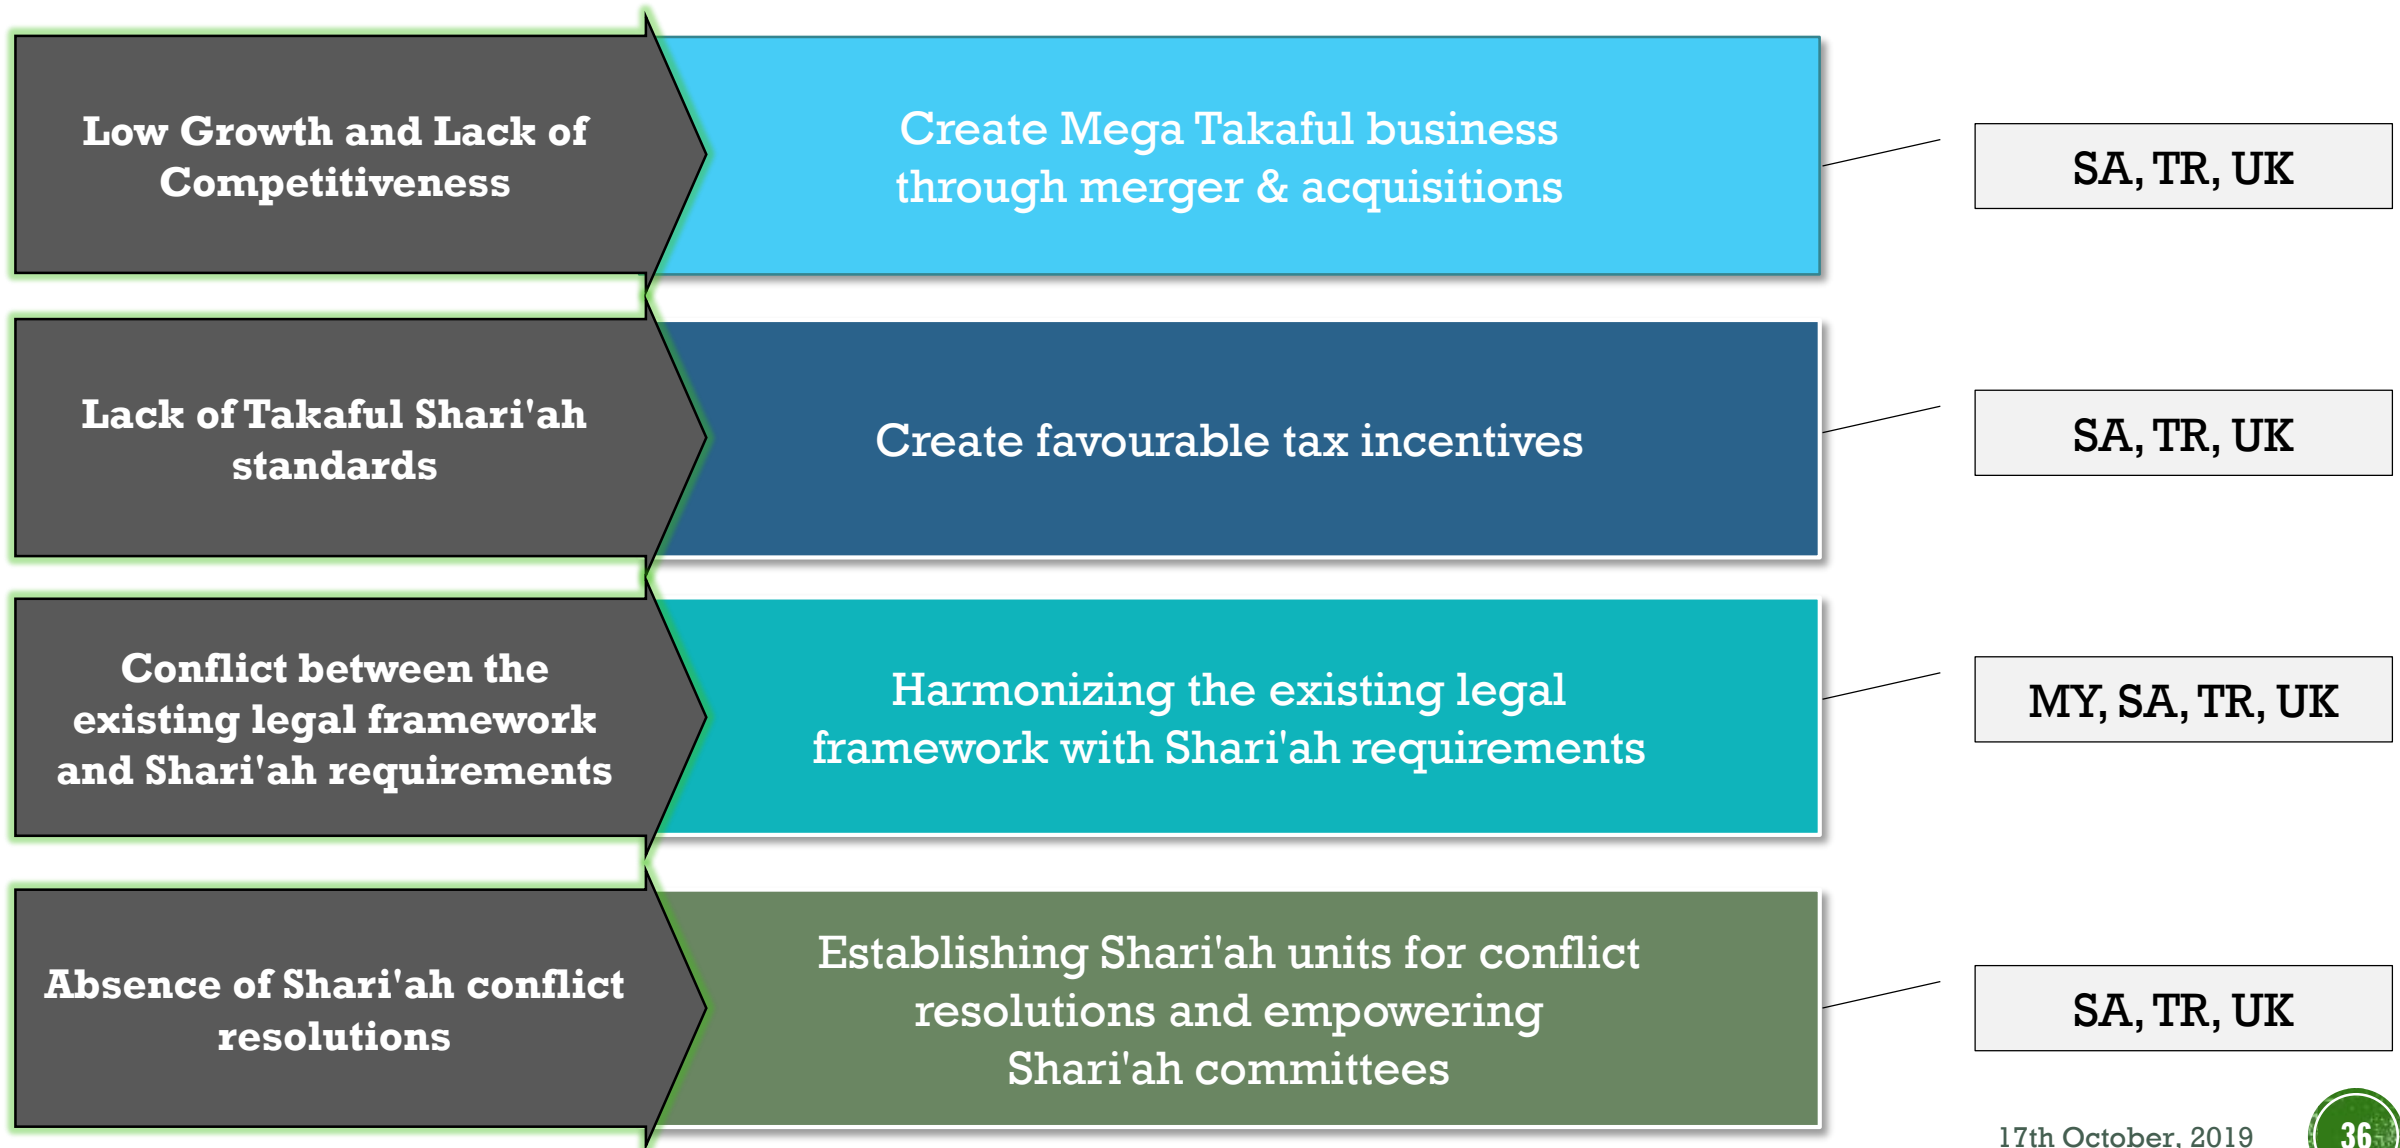 Low Growth and Lack of
Competitiveness
Create Mega Takaful business
through merger & acquisitions
SA, TR, UK
Lack of Takaful Shari'ah
standards
Create favourable tax incentives
SA, TR, UK
Conflict between the
existing legal framework
and Shari'ah requirements
Harmonizing the existing legal
framework with Shari'ah requirements
MY, SA, TR, UK
Absence of Shari'ah conflict
resolutions
Establishing Shari'ah units for conflict
resolutions and empowering
Shari'ah committees
SA, TR, UK
17th October, 2019
36